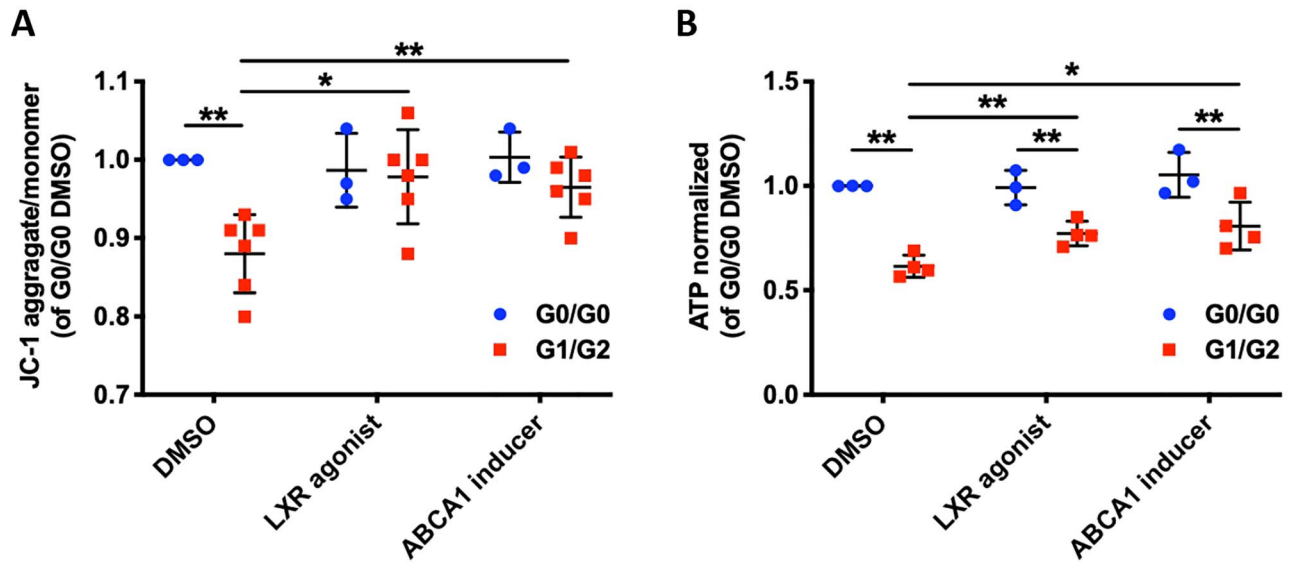 A
JC-1 aggragate/monomer
(of G0/G0 DMSO)
1.1
1.0
0.9
0.8
0.7
**
*
**
G0/G0
G1/G2
DMSO
LXR agonist
ABCA1 inducer
B
ATP normalized
(of G0/G0 DMSO)
1.5
1.0
0.5
0.0
*
**
**
**
**
G0/G0
G1/G2
DMSO
LXR agonist
ABCA1 inducer